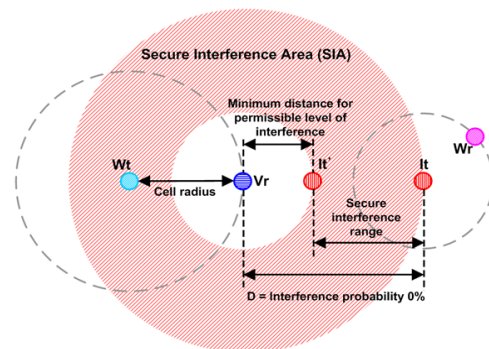 Secure Interference Area (SIA)
Minimum distance for
permissible level of
interference
Wr
Wt
It'
It
Cell radius
Vr
Secure
interference
range
D = Interference probability 0%